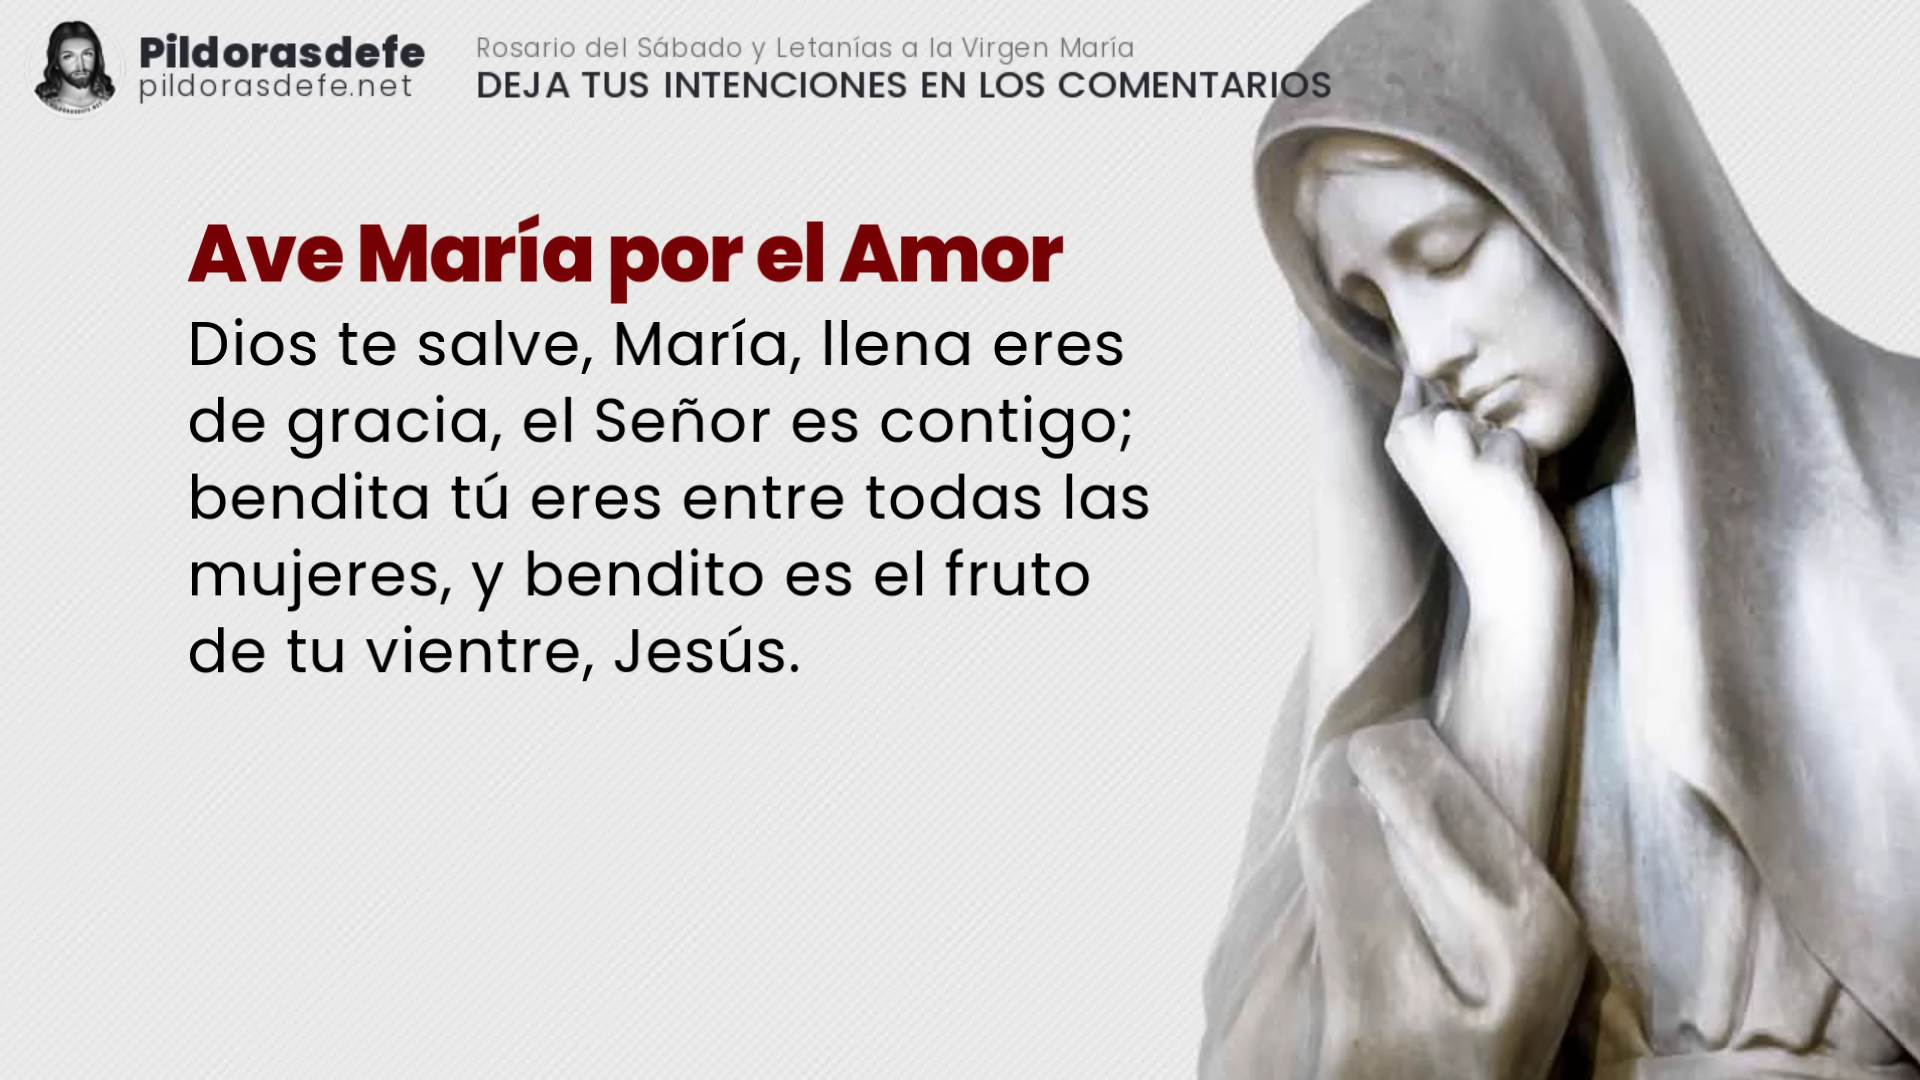 Pildorasdefe
pildorasdefe.net
Rosario del Sábado y Letanías a la Virgen María
DEJA TUS INTENCIONES EN LOS COMENTARIOS
Ave María por el Amor
Dios te salve, María, llena eres
de gracia, el Señor es contigo;
bendita tú eres entre todas las
mujeres, y bendito es el fruto
de tu vientre, Jesús.